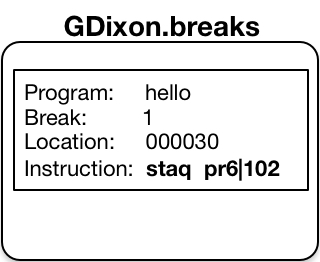 GDixon.breaks
Program: hello
Break: 1
Location: 000030
Instruction: staq pr6|102